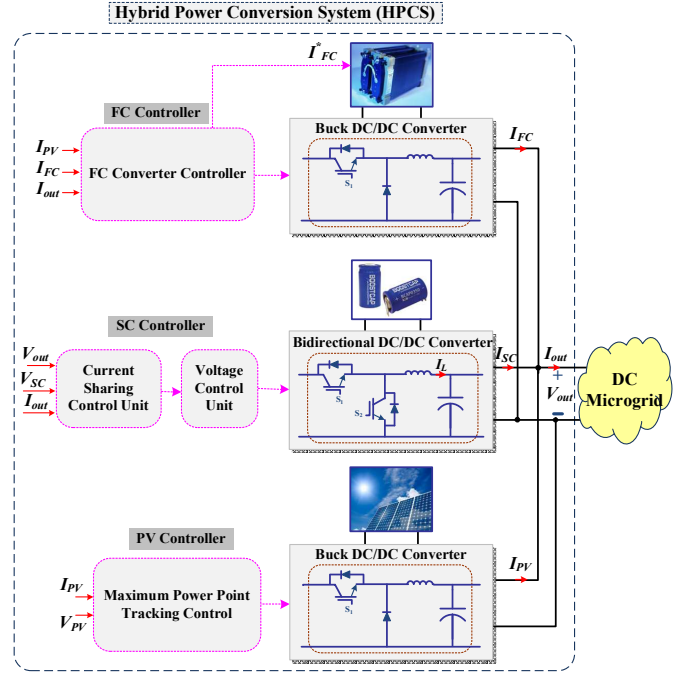 Hybrid Power Conversion System (HPCS)
I*FC
FC Controller
Buck DC/DC Converter
IFC
IPV
IFC
Iout
FC Converter Controller
S1
BOOSTCAP
BOOSTCAP
SC Controller
Bidirectional DC/DC Converter
Vout
VSC
Iout
Current
Sharing
Control Unit
Voltage
Control
Unit
IL
S1
S2
ISC
Iout
+
Vout
−
DC
Microgrid
PV Controller
Buck DC/DC Converter
IPV
IPV
VPV
Maximum Power Point
Tracking Control
S1